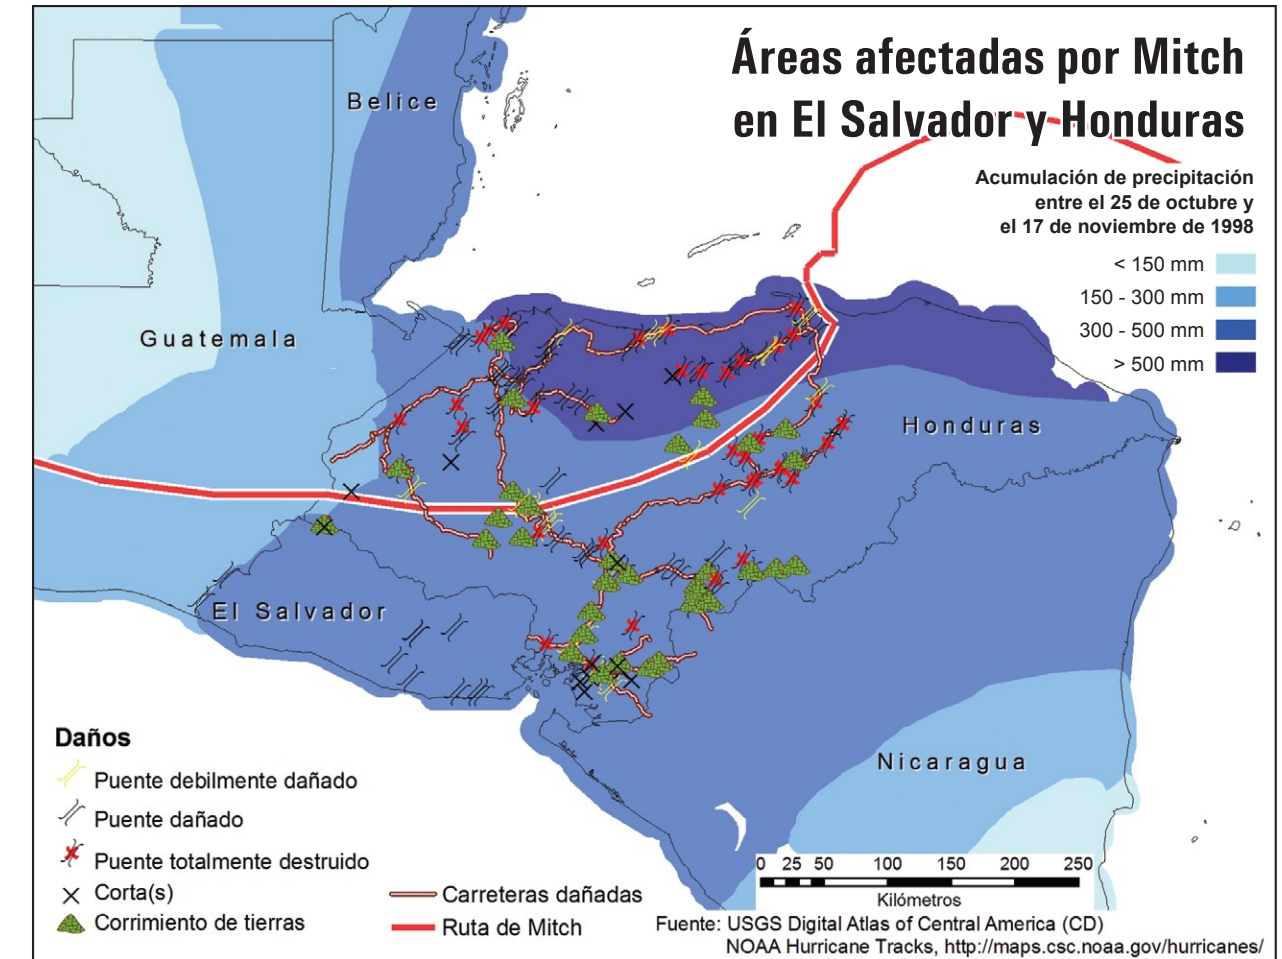 Áreas afectadas por Mitch
en El Salvador y Honduras
Acumulación de precipitación
entre el 25 de octubre y
el 17 de noviembre de 1998
< 150 mm
150 - 300 mm
300 - 500 mm
> 500 mm
Belice
Guatemala
Honduras
El Salvador
Nicaragua
Daños
Puente debilmente dañado
Puente dañado
Puente totalmente destruido
Corta(s)
Corrimiento de tierras
Carreteras dañadas
Ruta de Mitch
0 25 50 100 150 200 250
Kilómetros
Fuente: USGS Digital Atlas of Central America (CD)
NOAA Hurricane Tracks, http://maps.csc.noaa.gov/hurricanes/